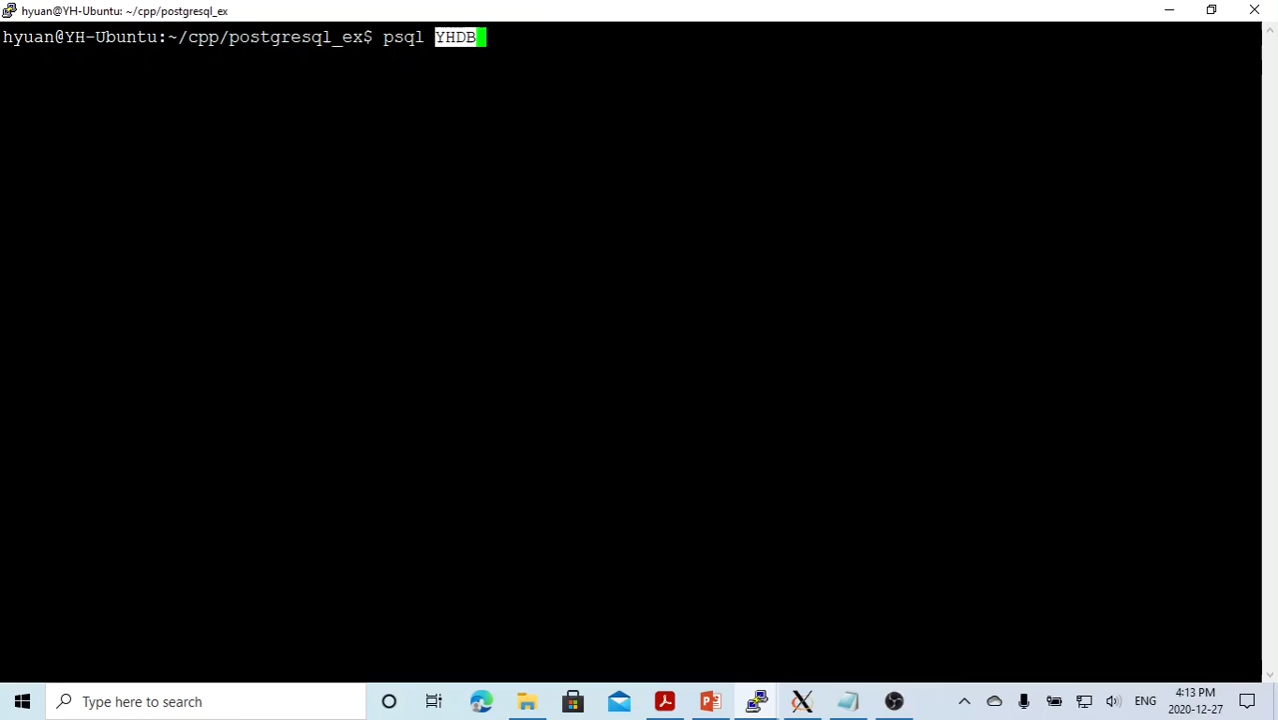 hyuan@YH-Ubuntu: ~/cpp/postgresql_ex
hyuan@YH-Ubuntu:~/cpp/postgresql_ex$ psql YHDB
Type here to search
ENG
4:13 PM
2020-12-27